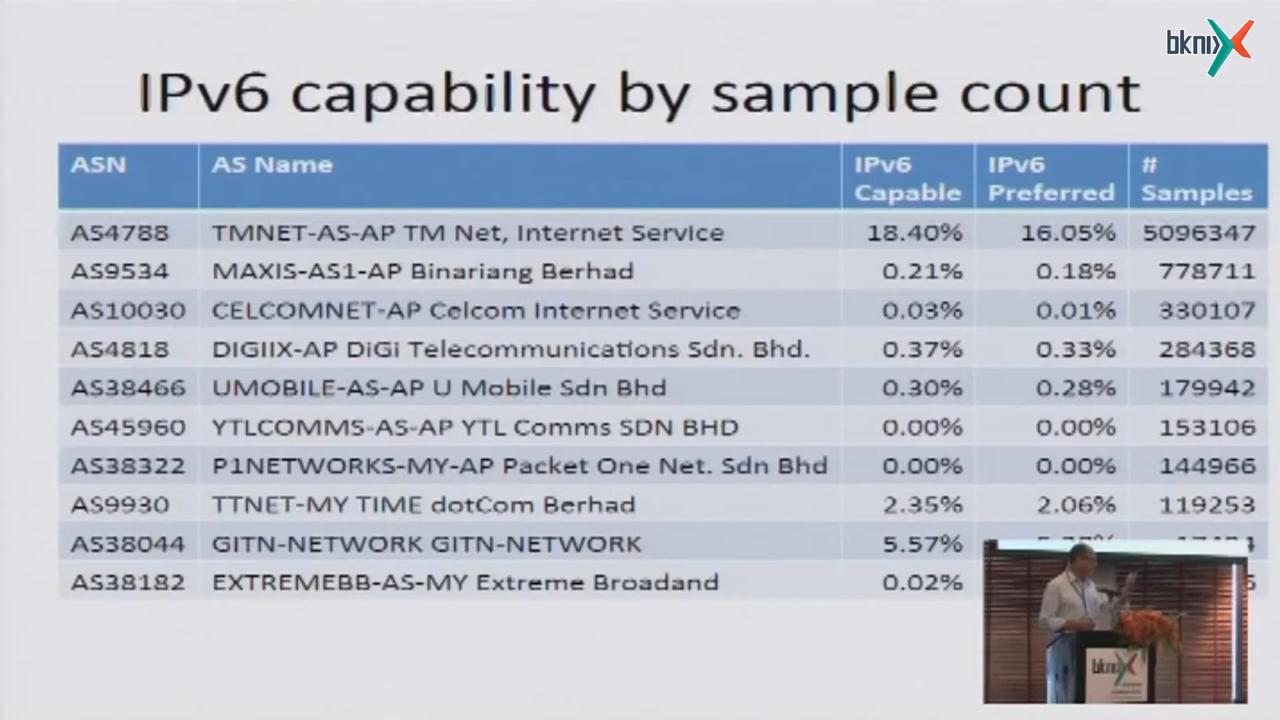 bknix
IPv6 capability by sample count
ASN AS Name IPv6 Capable IPv6 Preferred # Samples
AS4788 TMNET-AS-AP TM Net, Internet Service 18.40% 16.05% 5096347
AS9534 MAXIS-AS1-AP Binariang Berhad 0.21% 0.18% 778711
AS10030 CELCOMNET-AP Celcom Internet Service 0.03% 0.01% 330107
AS4818 DIGIIX-AP DiGi Telecommunications Sdn. Bhd. 0.37% 0.33% 284368
AS38466 UMOBILE-AS-AP U Mobile Sdn Bhd 0.30% 0.28% 179942
AS45960 YTLCOMMS-AS-AP YTL Comms SDN BHD 0.00% 0.00% 153106
AS38322 P1NETWORKS-MY-AP Packet One Net. Sdn Bhd 0.00% 0.00% 144966
AS9930 TTNET-MY TIME dotCom Berhad 2.35% 2.06% 119253
AS38044 GITN-NETWORK GITN-NETWORK 5.57%
AS38182 EXTREMEBB-AS-MY Extreme Broadand 0.02%
bknix